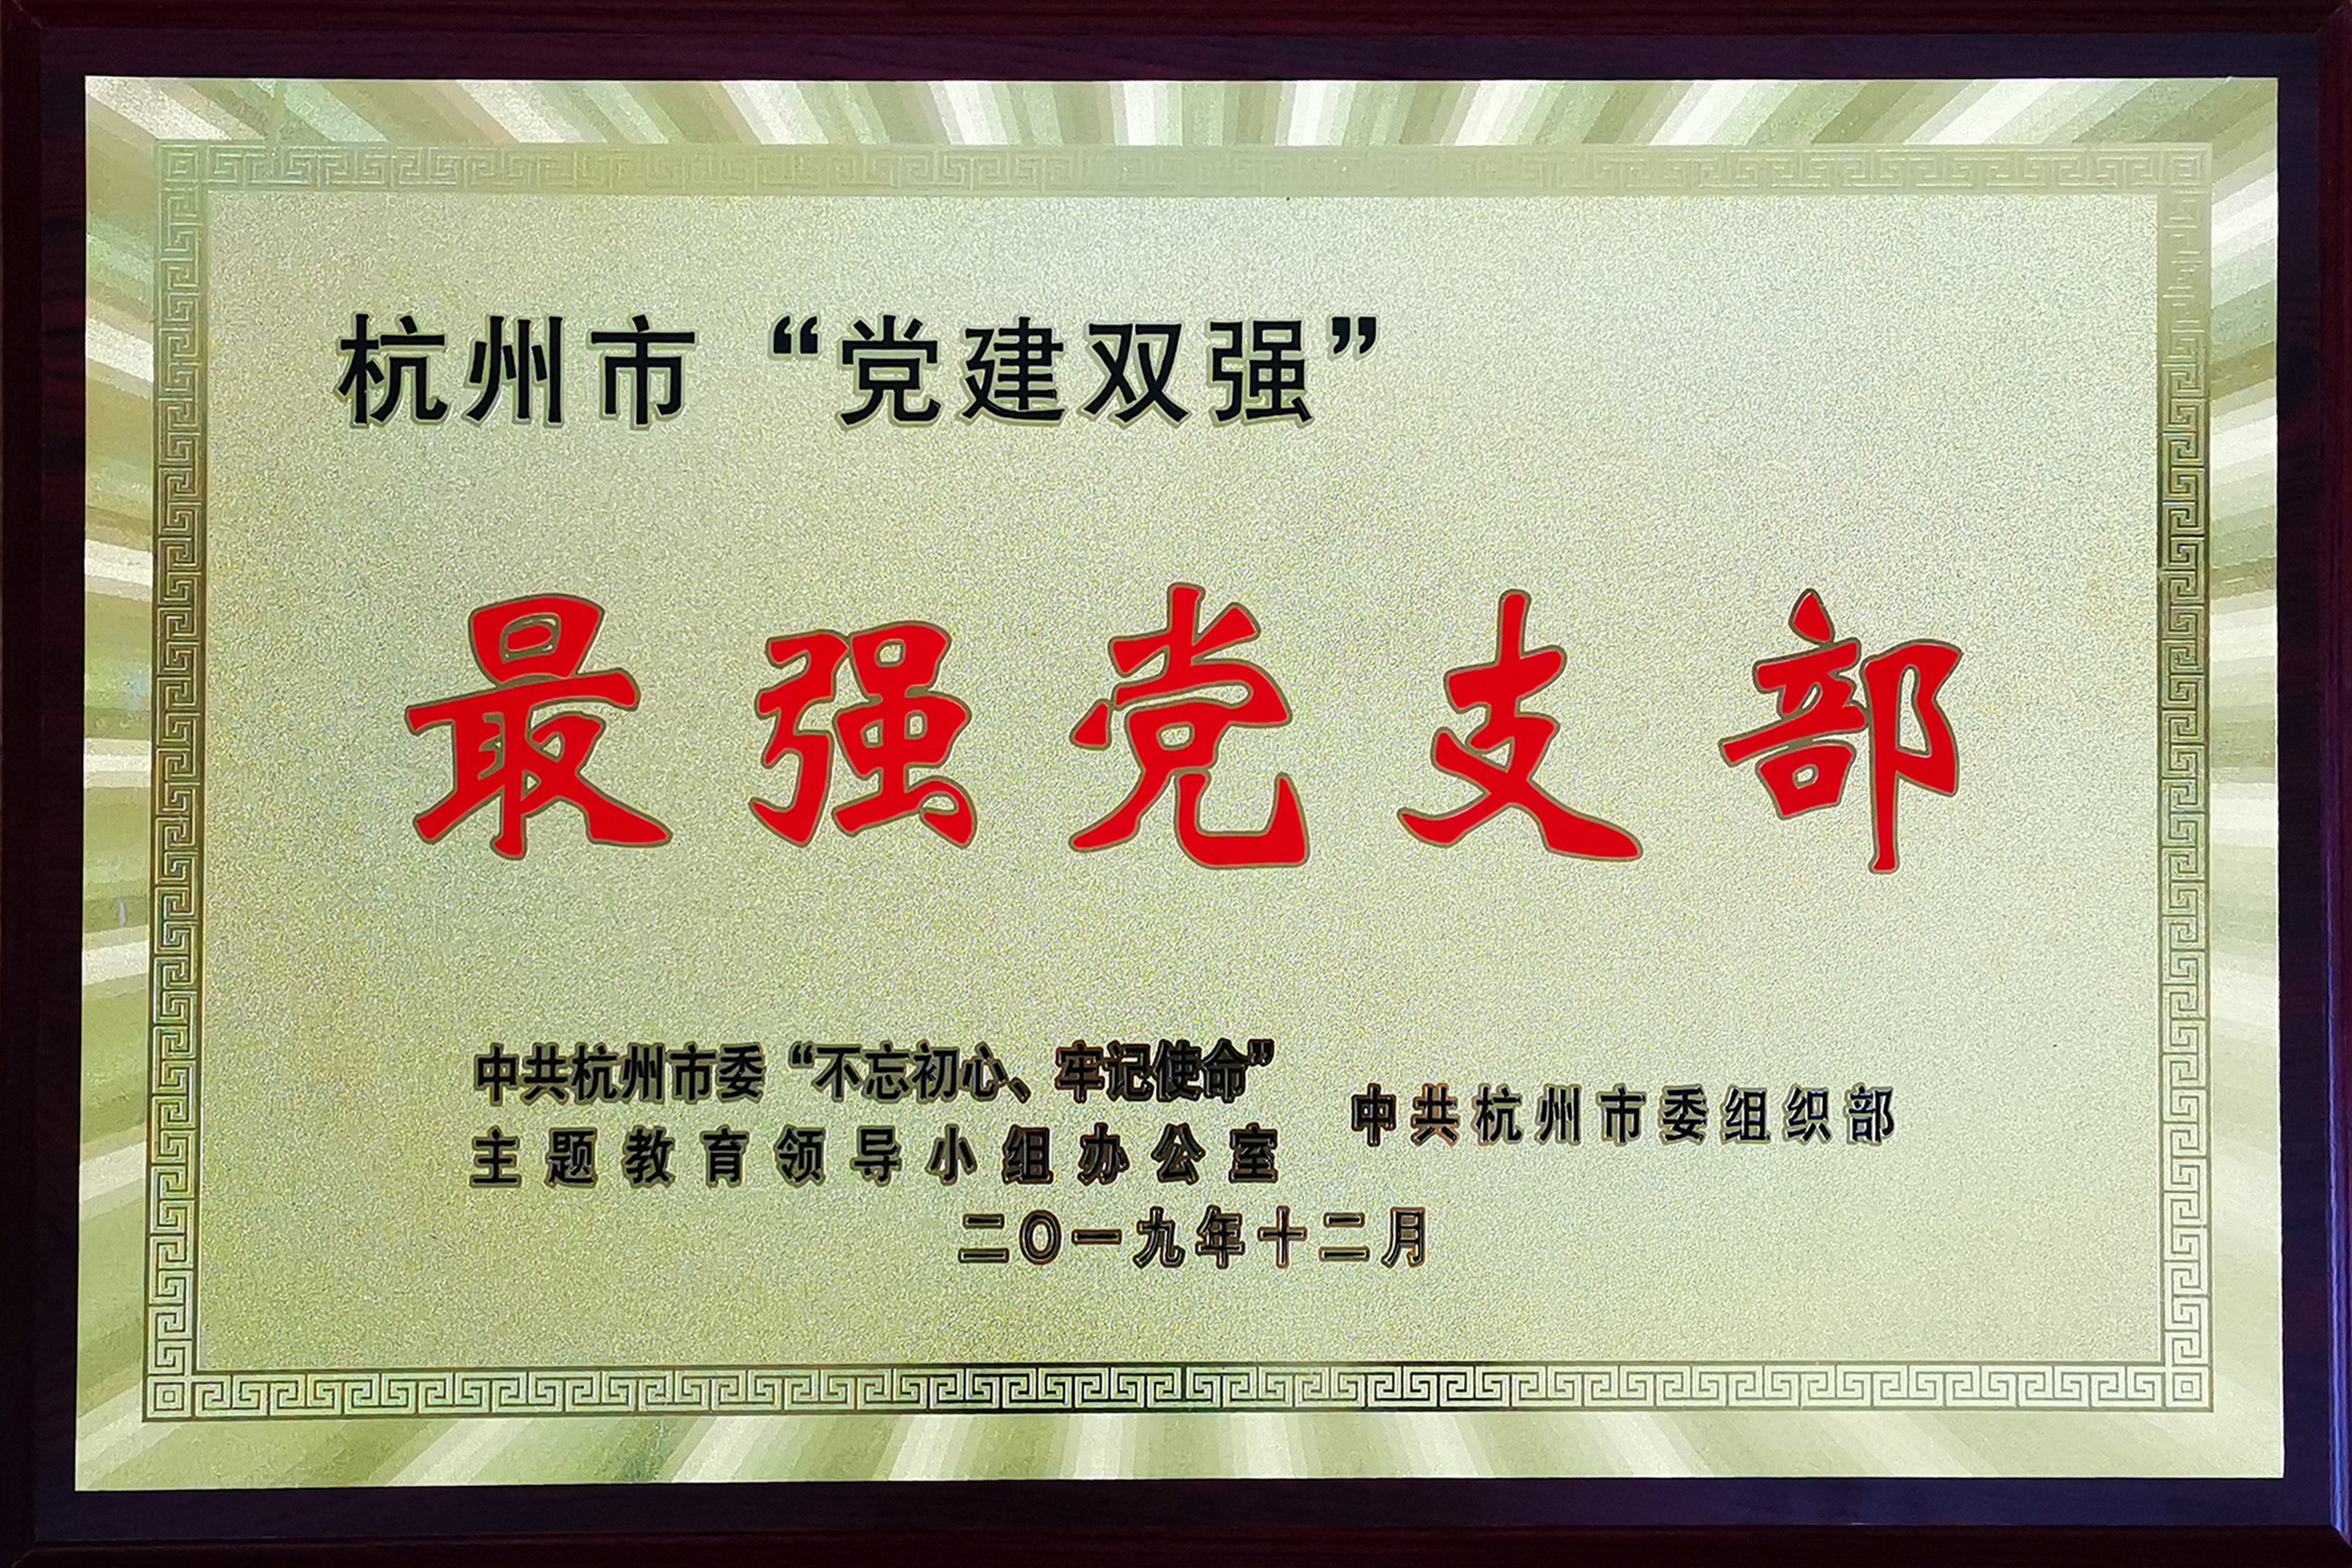 杭州市“党建双强”
最强党支部
中共杭州市委“不忘初心、牢记使命”
主题教育领导小组办公室
中共杭州市委组织部
二〇一九年十二月